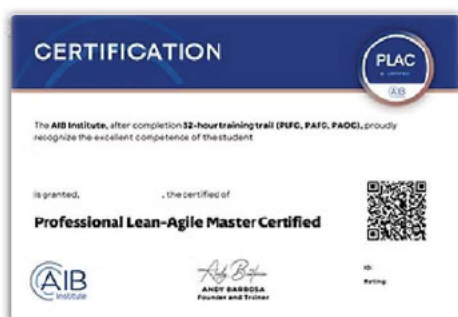 CERTIFICATION
PLAC
AIB
The AIB Institute, after completion 32-hour training trail (PLFC, PAFC, PAOC), proudly
recognize the excellent competence of the student
is granted, , the certified of
Professional Lean-Agile Master Certified
AIB
Institute
ANDY BARBOSA
Founder and Trainer
ID:
Rating: